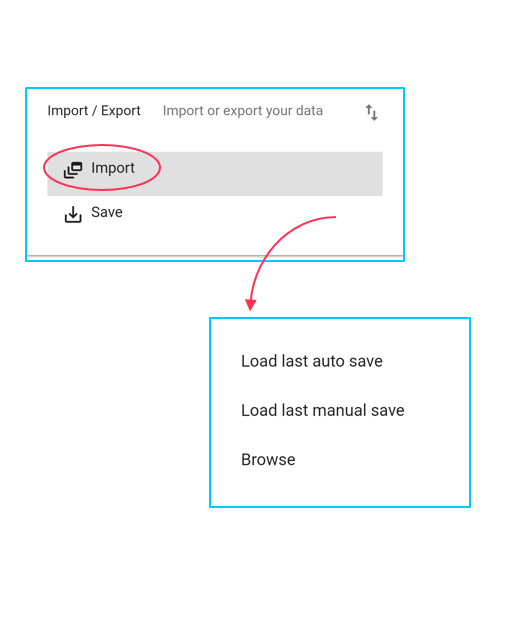 Import / Export Import or export your data
Import
Save
Load last auto save
Load last manual save
Browse